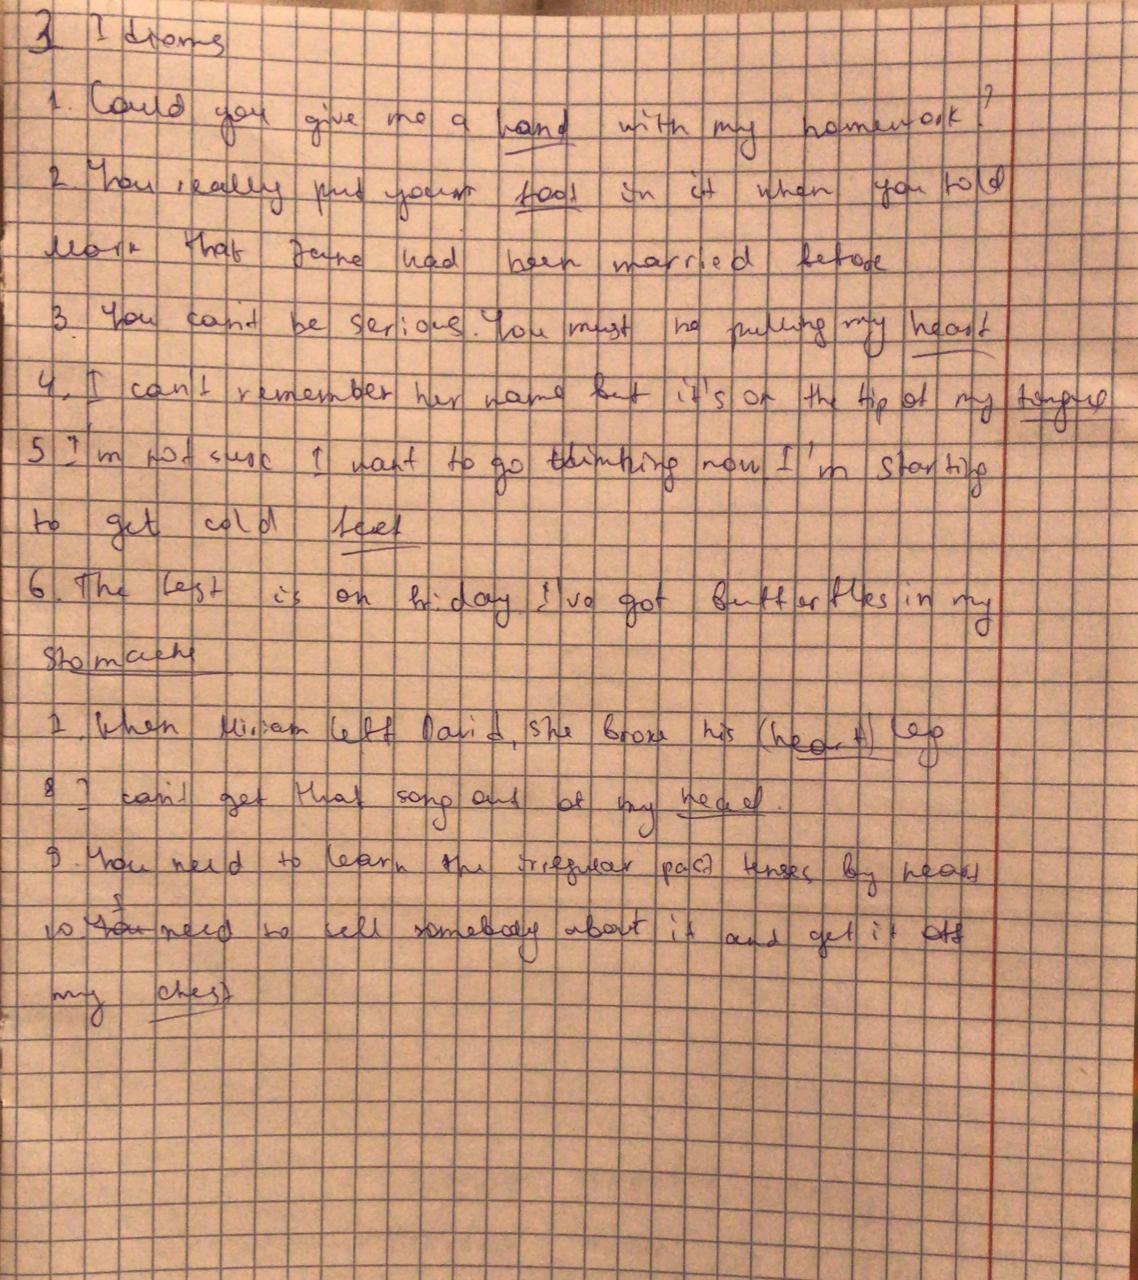 3 Idioms
1. Could you give me a hand with my homework?
2. You really put your foot in it when you told
Mark that Jane had been married before
3. You can't be serious. You must be pulling my heart
4. I can't remember her name but it's on the tip of my tongue
5 I'm not sure I want to go climbing now I'm starting
to get cold feet
6. The test is on friday I've got butterflies in my
stomache
7. When Miriam left David, she broke his (heart) leg
8 I can't get that song out of my head.
9. You need to learn the irregular past tenses by heart
10 I need to tell somebody about it and get it off
my chest